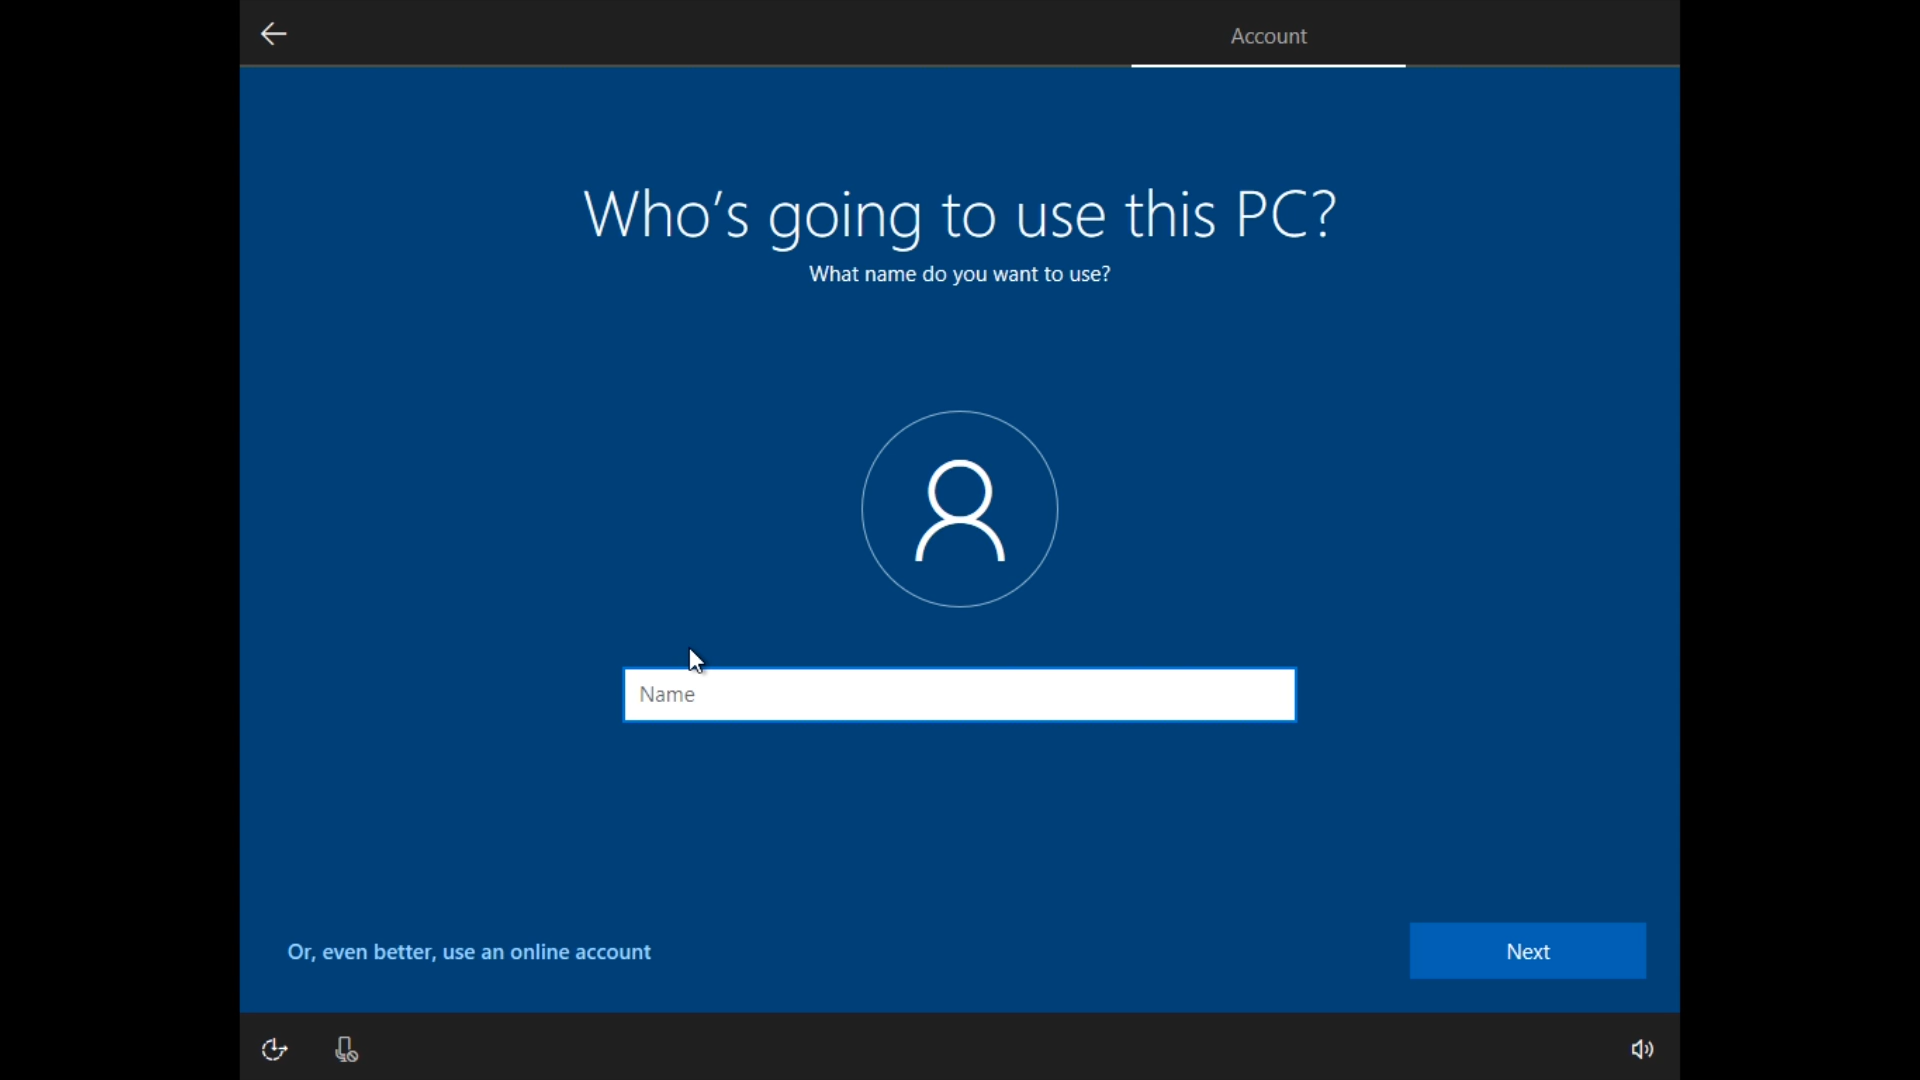 Account
Who's going to use this PC?
What name do you want to use?
Name
Or, even better, use an online account
Next